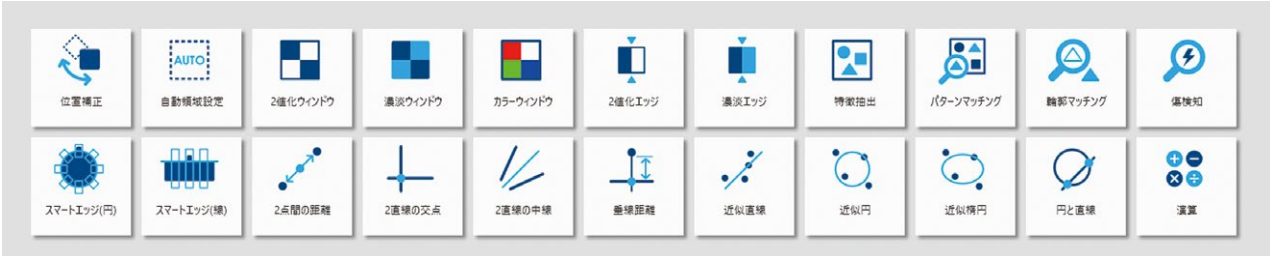 位置補正
AUTO
自動領域設定
2値化ウィンドウ
濃淡ウィンドウ
カラーウィンドウ
2値化エッジ
濃淡エッジ
特徴抽出
パターンマッチング
輪郭マッチング
傷検知
スマートエッジ(円)
スマートエッジ(線)
2点間の距離
2直線の交点
2直線の中線
垂線距離
近似直線
近似円
近似楕円
円と直線
演算